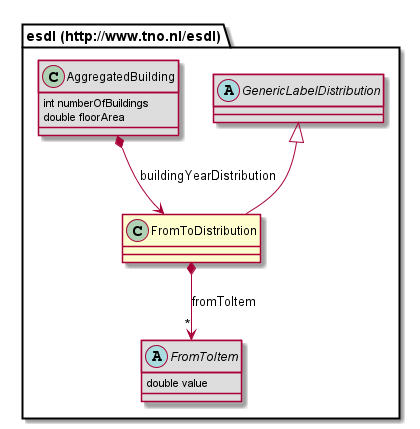 esdl (http://www.tno.nl/esdl)
C AggregatedBuilding
int numberOfBuildings
double floorArea
A GenericLabelDistribution
buildingYearDistribution
C FromToDistribution
fromToItem
*
A FromToItem
double value